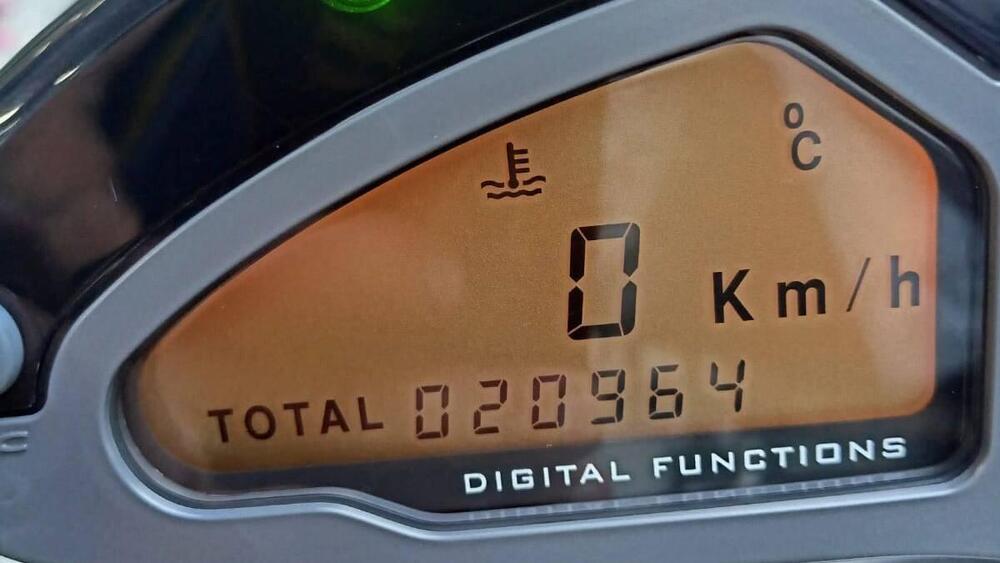 °C
0 Km/h
TOTAL 020964
DIGITAL FUNCTIONS